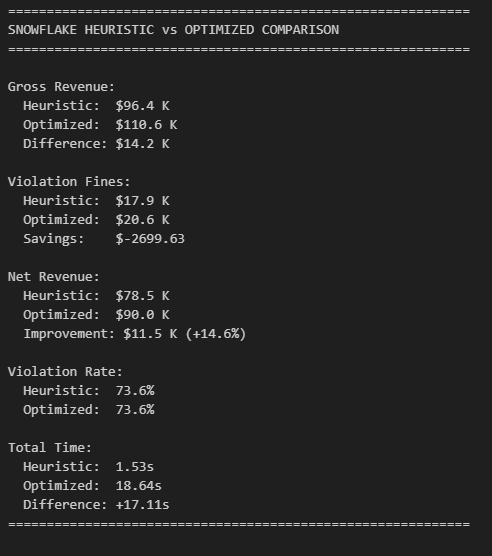 ============================================================
SNOWFLAKE HEURISTIC vs OPTIMIZED COMPARISON
============================================================
Gross Revenue:
Heuristic: $96.4 K
Optimized: $110.6 K
Difference: $14.2 K
Violation Fines:
Heuristic: $17.9 K
Optimized: $20.6 K
Savings: $-2699.63
Net Revenue:
Heuristic: $78.5 K
Optimized: $90.0 K
Improvement: $11.5 K (+14.6%)
Violation Rate:
Heuristic: 73.6%
Optimized: 73.6%
Total Time:
Heuristic: 1.53s
Optimized: 18.64s
Difference: +17.11s
============================================================